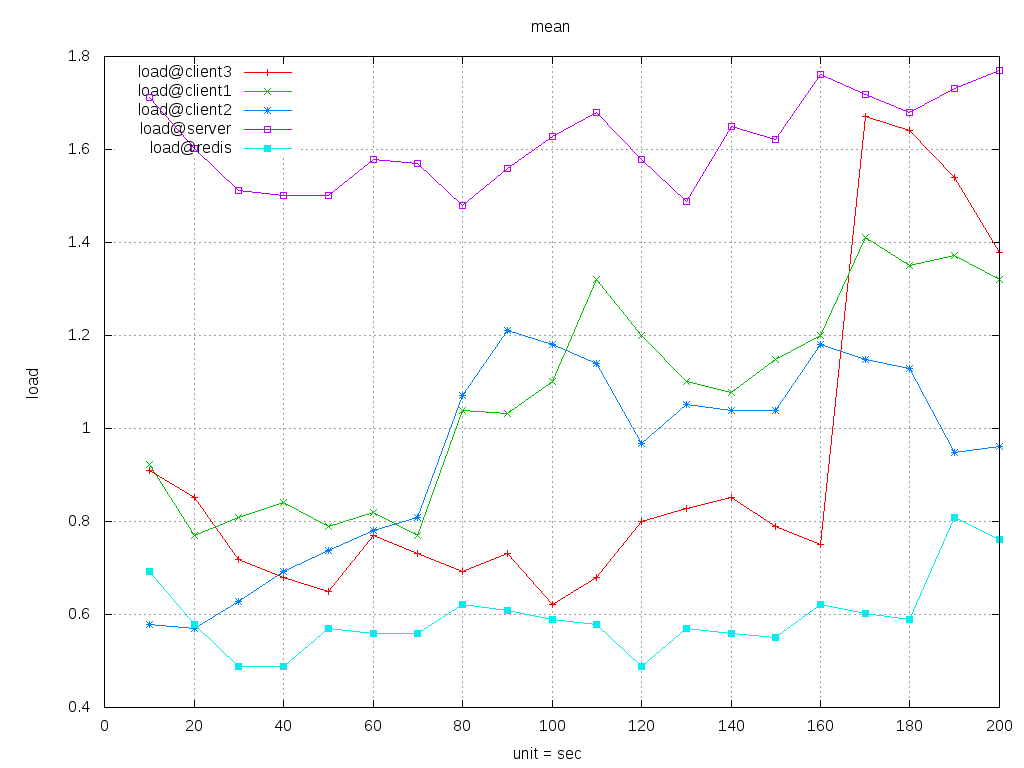 mean
1.8
load@client3
load@client1
load@client2
load@server
load@redis
1.6
1.4
1.2
1
0.8
0.6
0.4
load
0 20 40 60 80 100 120 140 160 180 200
unit = sec